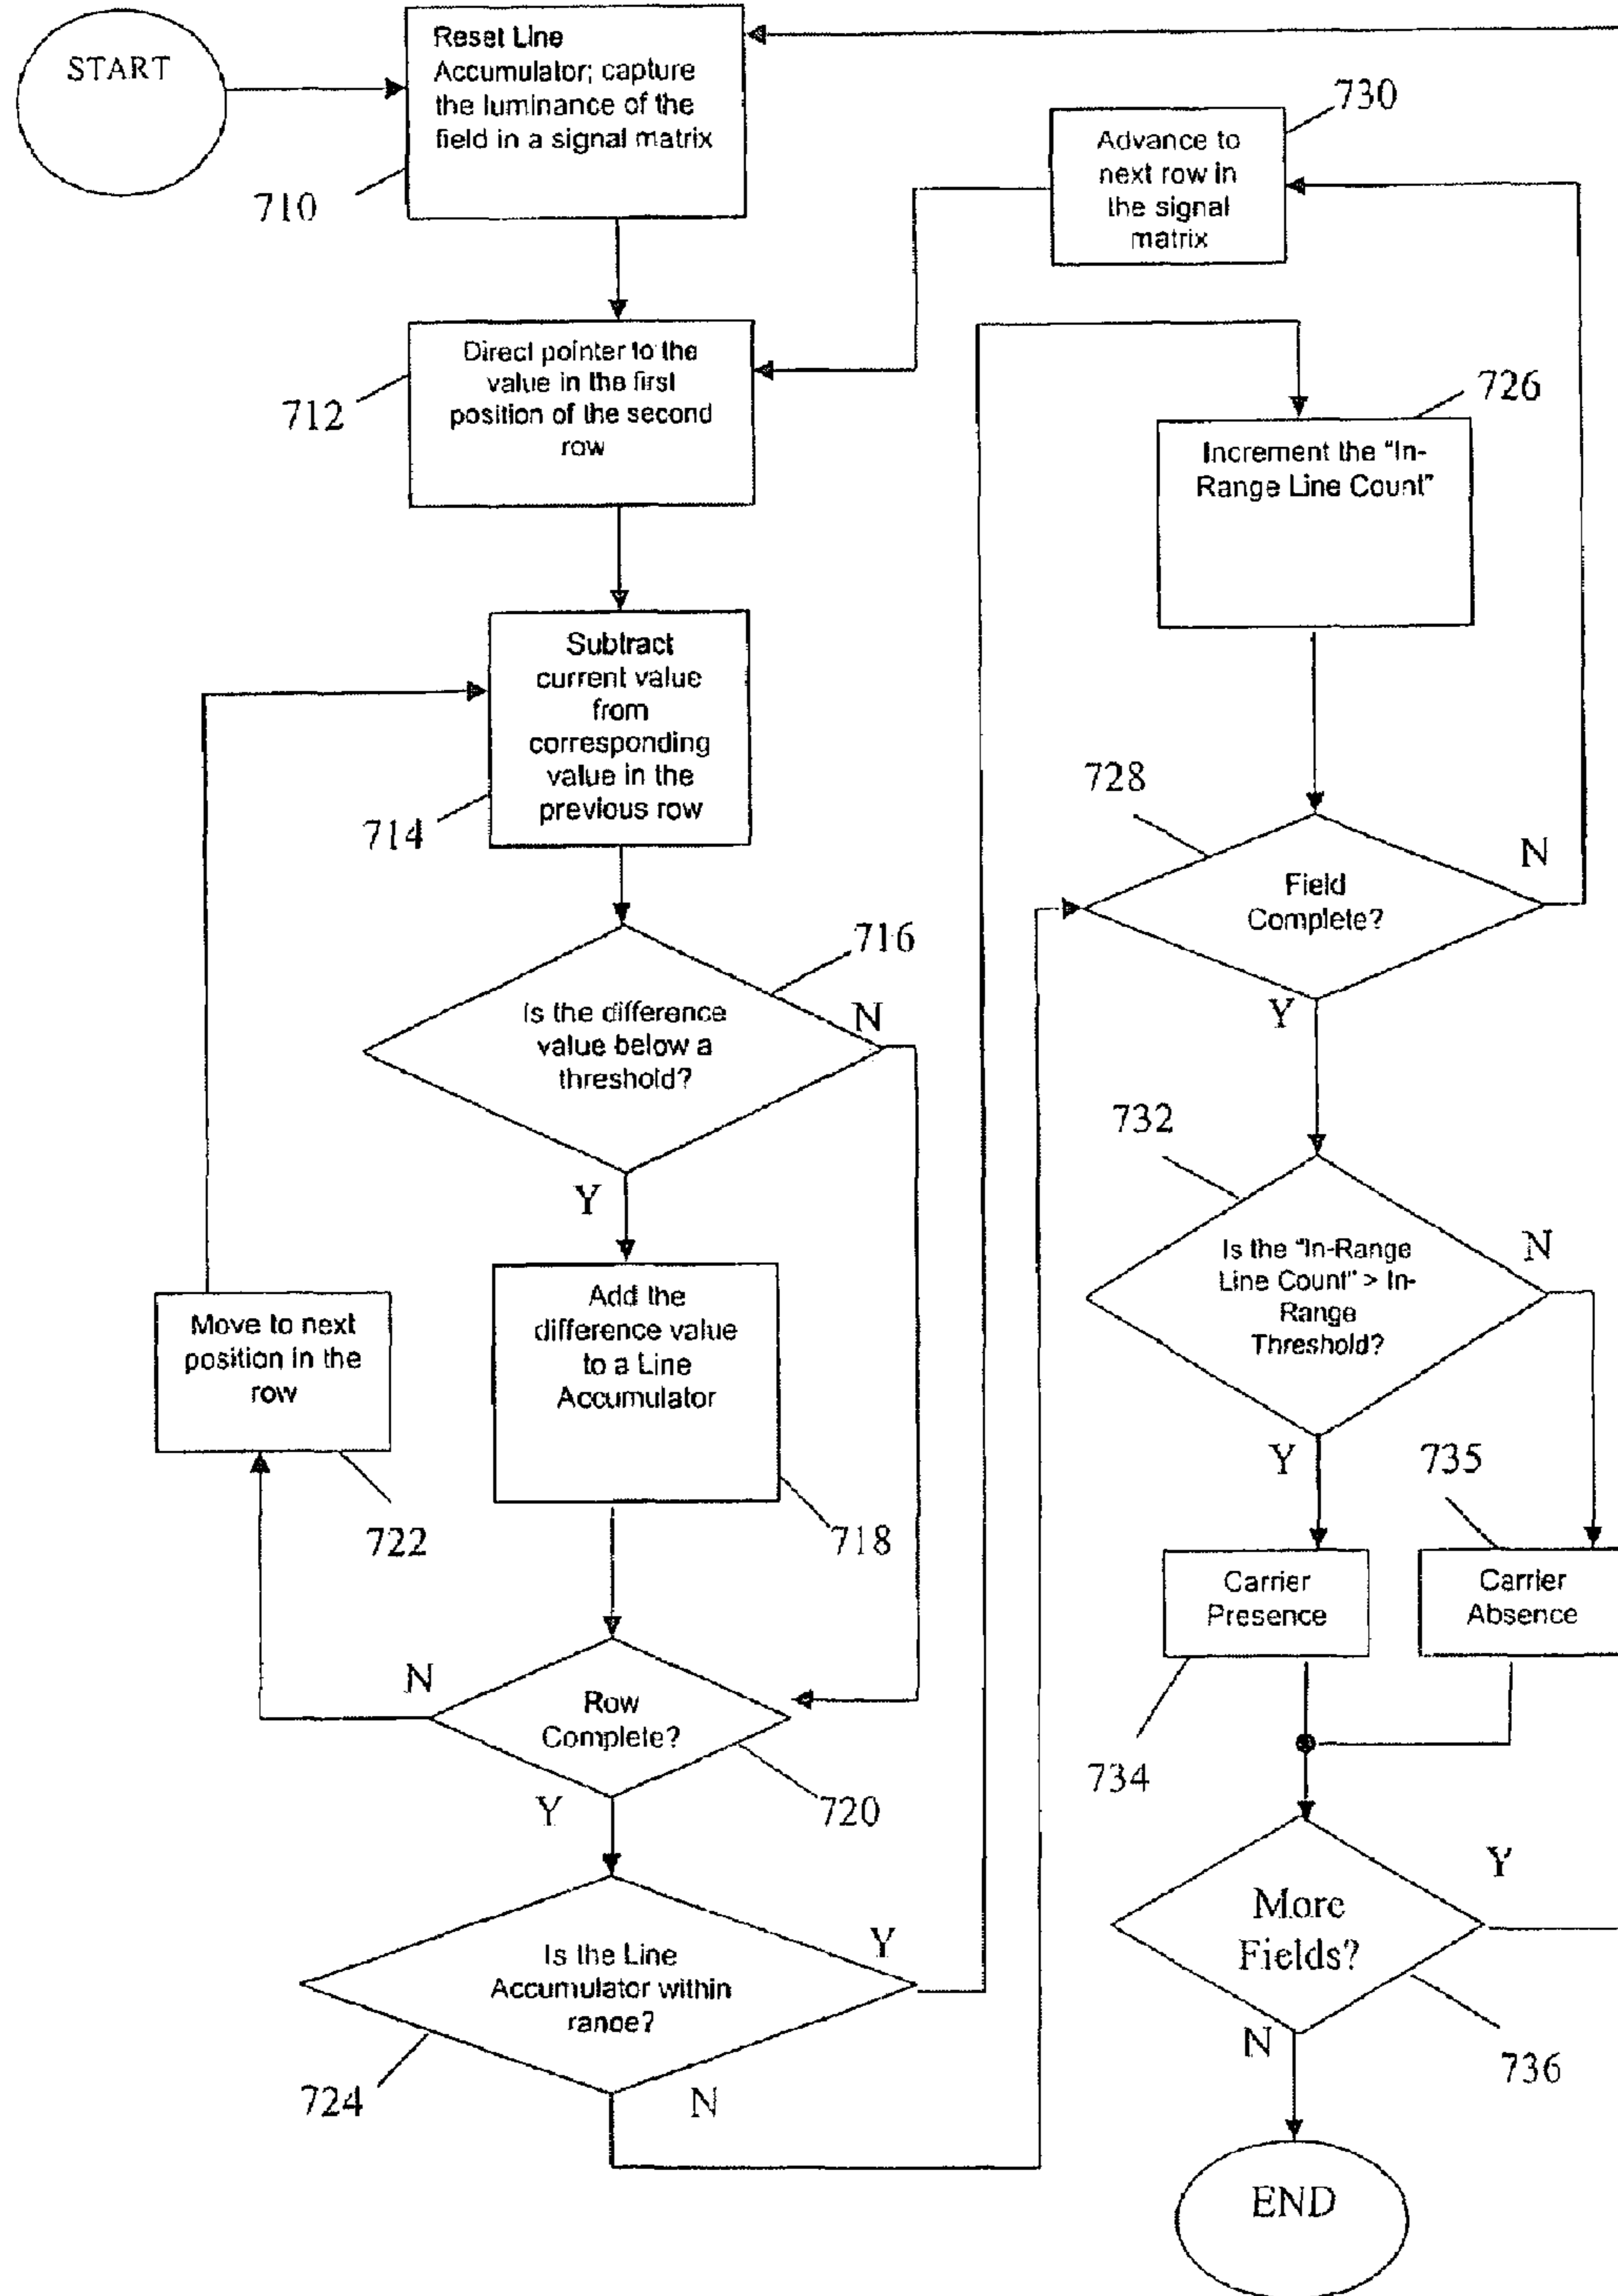 START
Reset Line
Accumulator; capture
the luminance of the
field in a signal matrix
710
730
Advance to
next row in
the signal
matrix
Direct pointer to the
value in the first
position of the second
row
712
726
Increment the "In-
Range Line Count"
Subtract
current value
from
corresponding
value in the
previous row
714
728
Field
Complete?
N
Y
716
Is the difference
value below a
threshold?
N
Y
732
Is the "In-Range
Line Count" > In-
Range
Threshold?
N
Y
Move to next
position in the
row
722
Add the
difference value
to a Line
Accumulator
718
735
Carrier
Presence
Carrier
Absence
734
N
Row
Complete?
Y
720
More
Fields?
Y
N
736
Is the Line
Accumulator within
range?
Y
N
724
END